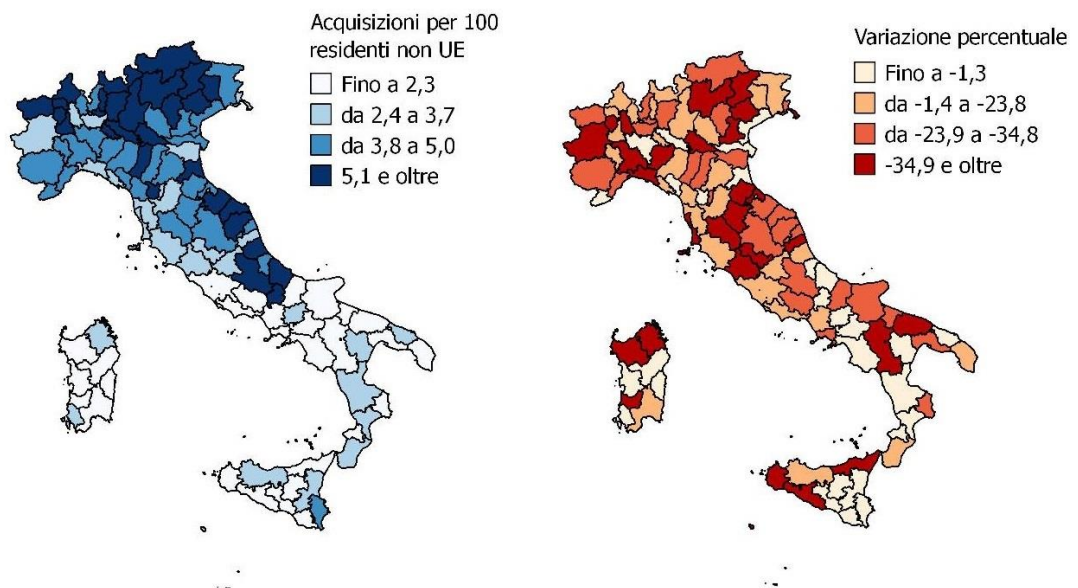 Acquisizioni per 100
residenti non UE
Fino a 2,3
da 2,4 a 3,7
da 3,8 a 5,0
5,1 e oltre
Variazione percentuale
Fino a -1,3
da -1,4 a -23,8
da -23,9 a -34,8
-34,9 e oltre